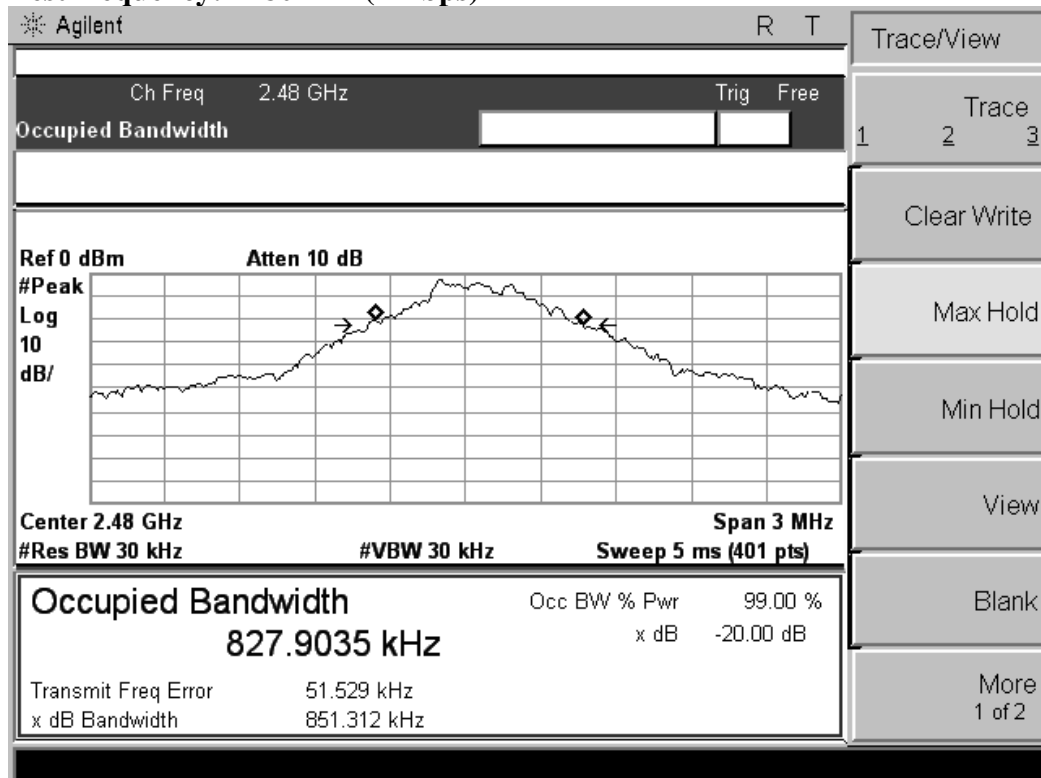 Agilent R T
Trace/View
Ch Freq 2.48 GHz Trig Free
Occupied Bandwidth
Trace
1 2 3
Clear Write
Ref 0 dBm Atten 10 dB
#Peak
Log
10
dB/
Max Hold
Min Hold
View
Center 2.48 GHz Span 3 MHz
#Res BW 30 kHz #VBW 30 kHz Sweep 5 ms (401 pts)
Occupied Bandwidth
827.9035 kHz
Occ BW % Pwr 99.00 %
x dB -20.00 dB
Blank
Transmit Freq Error 51.529 kHz
x dB Bandwidth 851.312 kHz
More
1 of 2